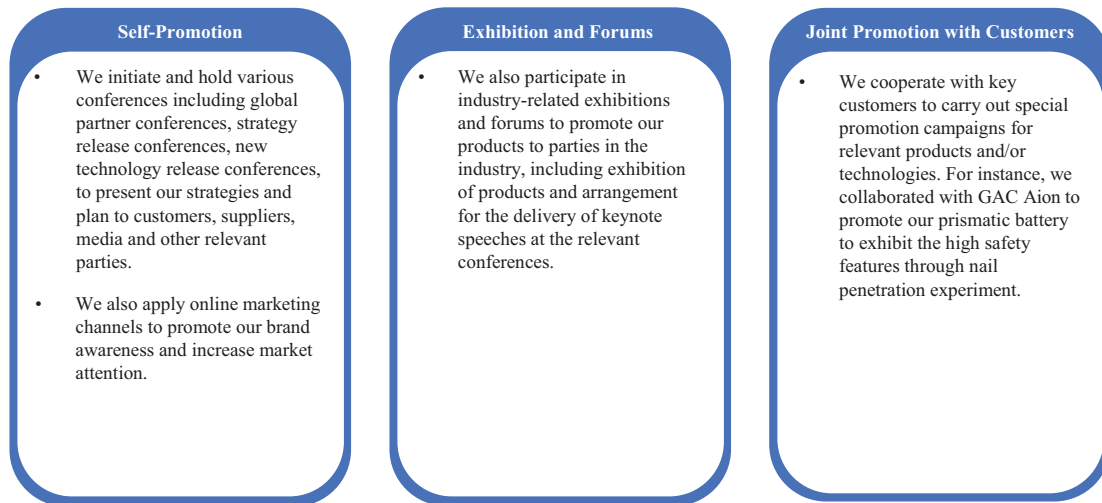 Self-Promotion
• We initiate and hold various
conferences including global
partner conferences, strategy
release conferences, new
technology release conferences,
to present our strategies and
plan to customers, suppliers,
media and other relevant
parties.
• We also apply online marketing
channels to promote our brand
awareness and increase market
attention.
Exhibition and Forums
• We also participate in
industry-related exhibitions
and forums to promote our
products to parties in the
industry, including exhibition
of products and arrangement
for the delivery of keynote
speeches at the relevant
conferences.
Joint Promotion with Customers
• We cooperate with key
customers to carry out special
promotion campaigns for
relevant products and/or
technologies. For instance, we
collaborated with GAC Aion to
promote our prismatic battery
to exhibit the high safety
features through nail
penetration experiment.